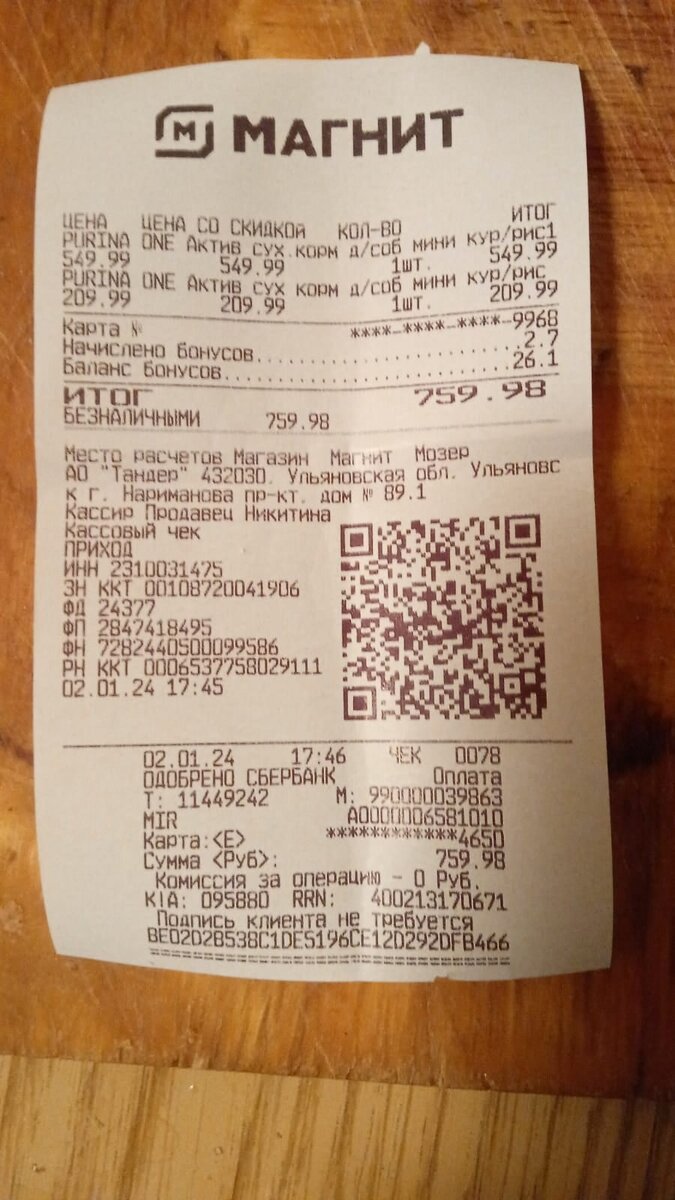 М МАГНИТ
ЦЕНА ЦЕНА СО СКИДКОЙ КОЛ-ВО ИТОГ
PURINA ONE Актив сух.корм д/соб мини кур/рис1
549.99 549.99 1шт. 549.99
PURINA ONE Актив сух корм д/соб мини кур/рис
209.99 209.99 1шт. 209.99
Карта № ****-****-****-9968
Начислено бонусов..................2.7
Баланс бонусов....................26.1
ИТОГ 759.98
БЕЗНАЛИЧНЫМИ 759.98
Место расчетов Магазин Магнит Мозер
АО "Тандер" 432030. Ульяновская обл. Ульяновс
к г. Нариманова пр-кт. дом № 89.1
Кассир Продавец Никитина
Кассовый чек
ПРИХОД
ИНН 2310031475
ЗН ККТ 00108720041906
ФД 24377
ФП 2847418495
ФН 7282440500099586
РН ККТ 0006537758029111
02.01.24 17:45
02.01.24 17:46 ЧЕК 0078
ОДОБРЕНО СБЕРБАНК Оплата
Т: 11449242 М: 990000039863
MIR A0000006581010
Карта:<E> ************4650
Сумма <Руб>: 759.98
Комиссия за операцию - 0 Руб.
К/А: 095880 RRN: 400213170671
Подпись клиента не требуется
BE02D2B538C1DE5196CE12D292DFB466